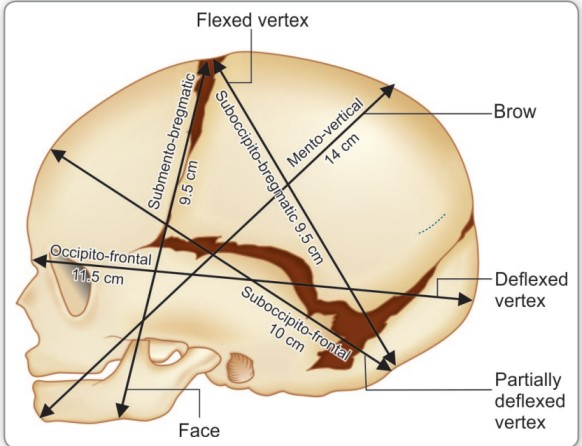 Flexed vertex
Submento-bregmatic
9.5 cm
Suboccipito-bregmatic 9.5 cm
Mento-vertical
14 cm
Brow
Occipito-frontal
11.5 cm
Suboccipito-frontal
10 cm
Deflexed
vertex
Partially
deflexed
vertex
Face